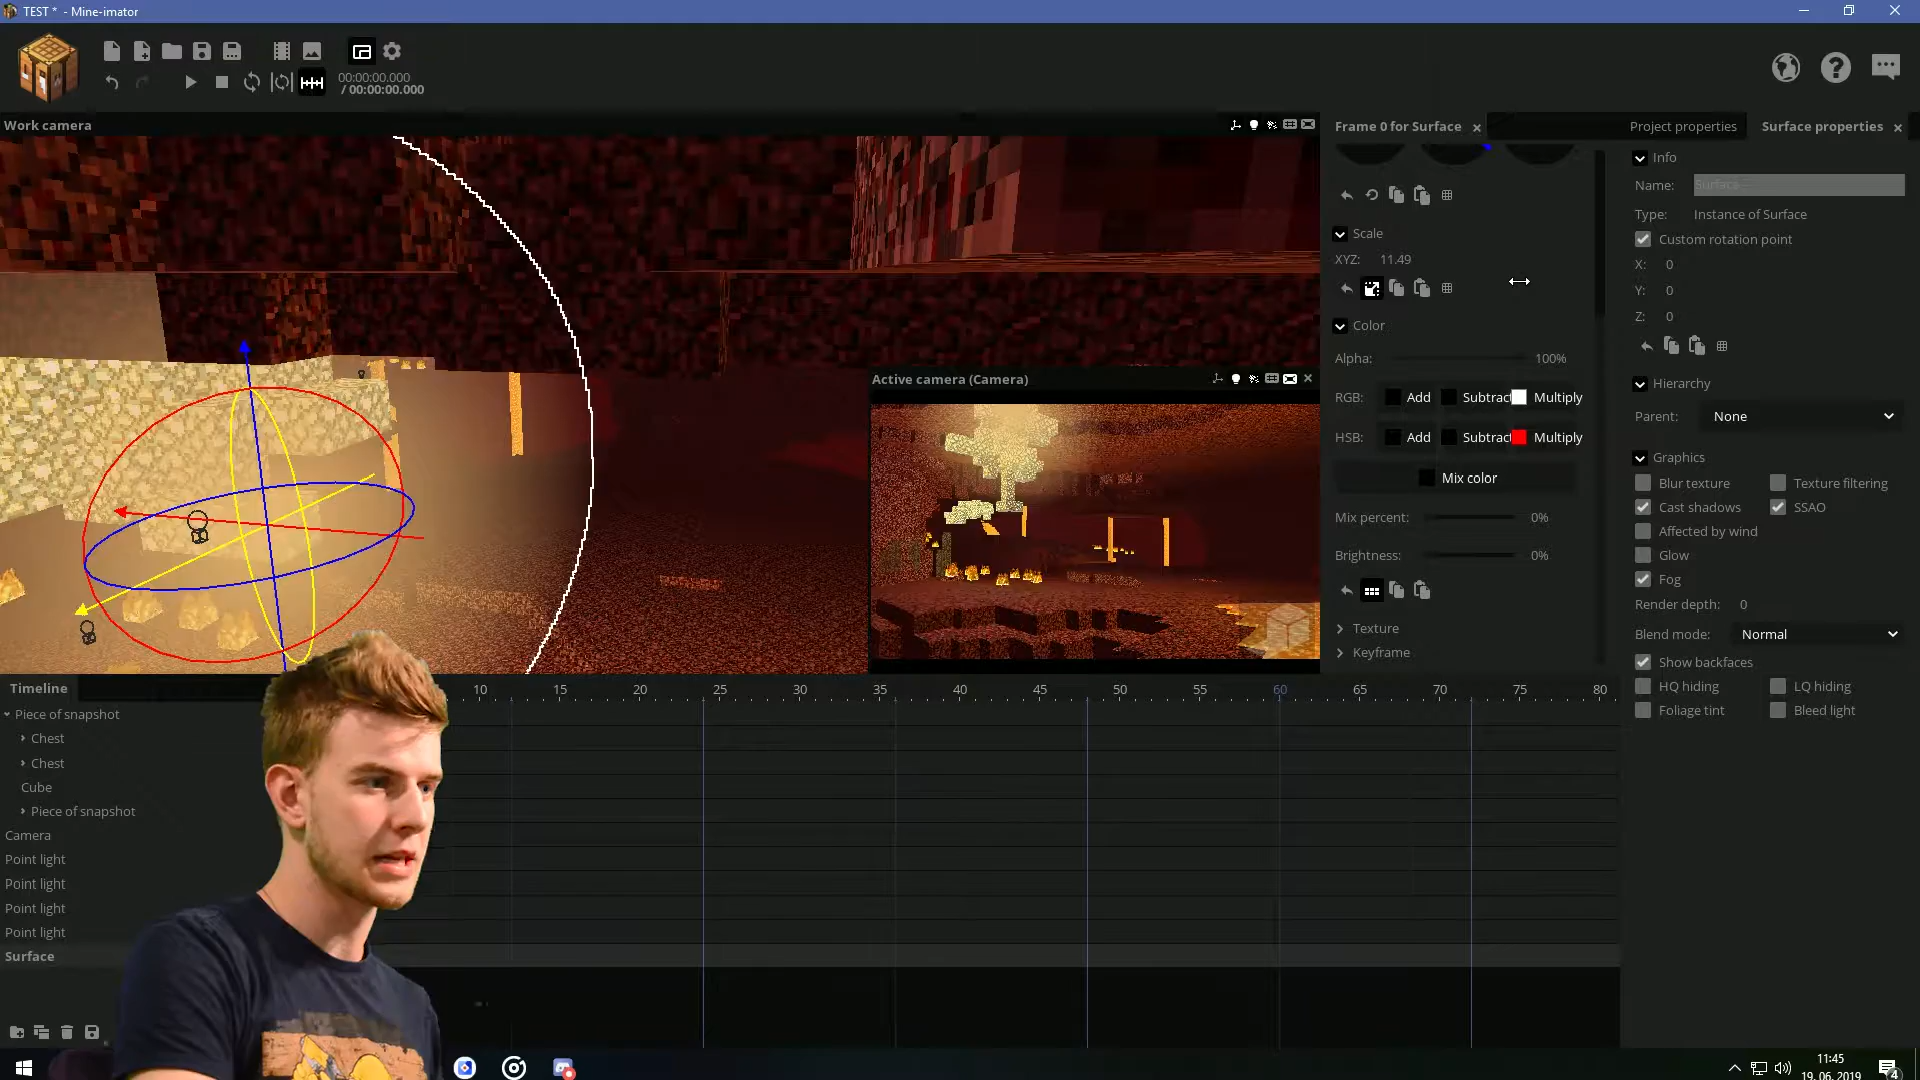 TEST * - Mine-imator
00:00:00.000
/ 00:00:00.000
Work camera
Frame 0 for Surface
Project properties
Surface properties
Info
Name: Surface
Type: Instance of Surface
Custom rotation point
X: 0
Y: 0
Z: 0
Scale
XYZ: 11.49
Color
Alpha: 100%
RGB: Add Subtract Multiply
HSB: Add Subtract Multiply
Mix color
Mix percent: 0%
Brightness: 0%
Texture
Keyframe
Hierarchy
Parent: None
Graphics
Blur texture Texture filtering
Cast shadows SSAO
Affected by wind
Glow
Fog
Render depth: 0
Blend mode: Normal
Show backfaces
HQ hiding LQ hiding
Foliage tint Bleed light
Active camera (Camera)
Timeline
10 15 20 25 30 35 40 45 50 55 60 65 70 75 80
Piece of snapshot
Chest
Chest
Cube
Piece of snapshot
Camera
Point light
Point light
Point light
Point light
Surface
11:45
19. 06. 2019
4